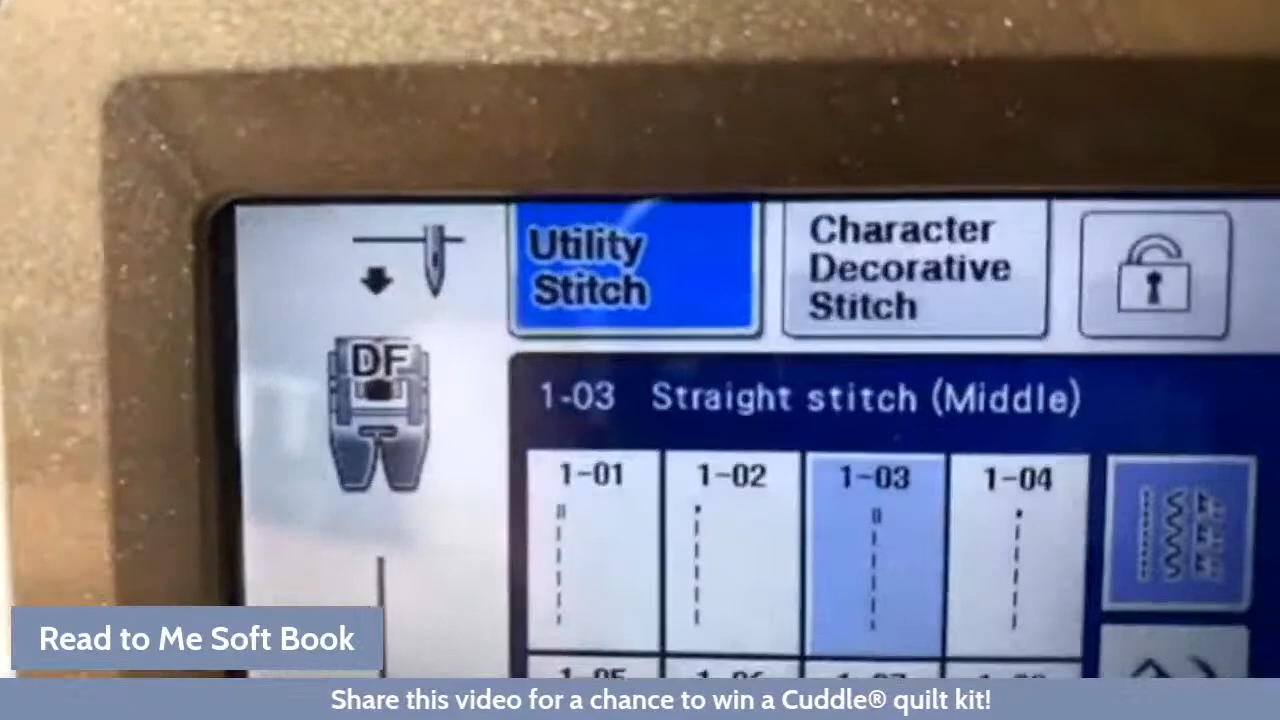 Utility
Stitch
Character
Decorative
Stitch
DF
1-03 Straight stitch (Middle)
1-01 1-02 1-03 1-04
Read to Me Soft Book
Share this video for a chance to win a Cuddle® quilt kit!